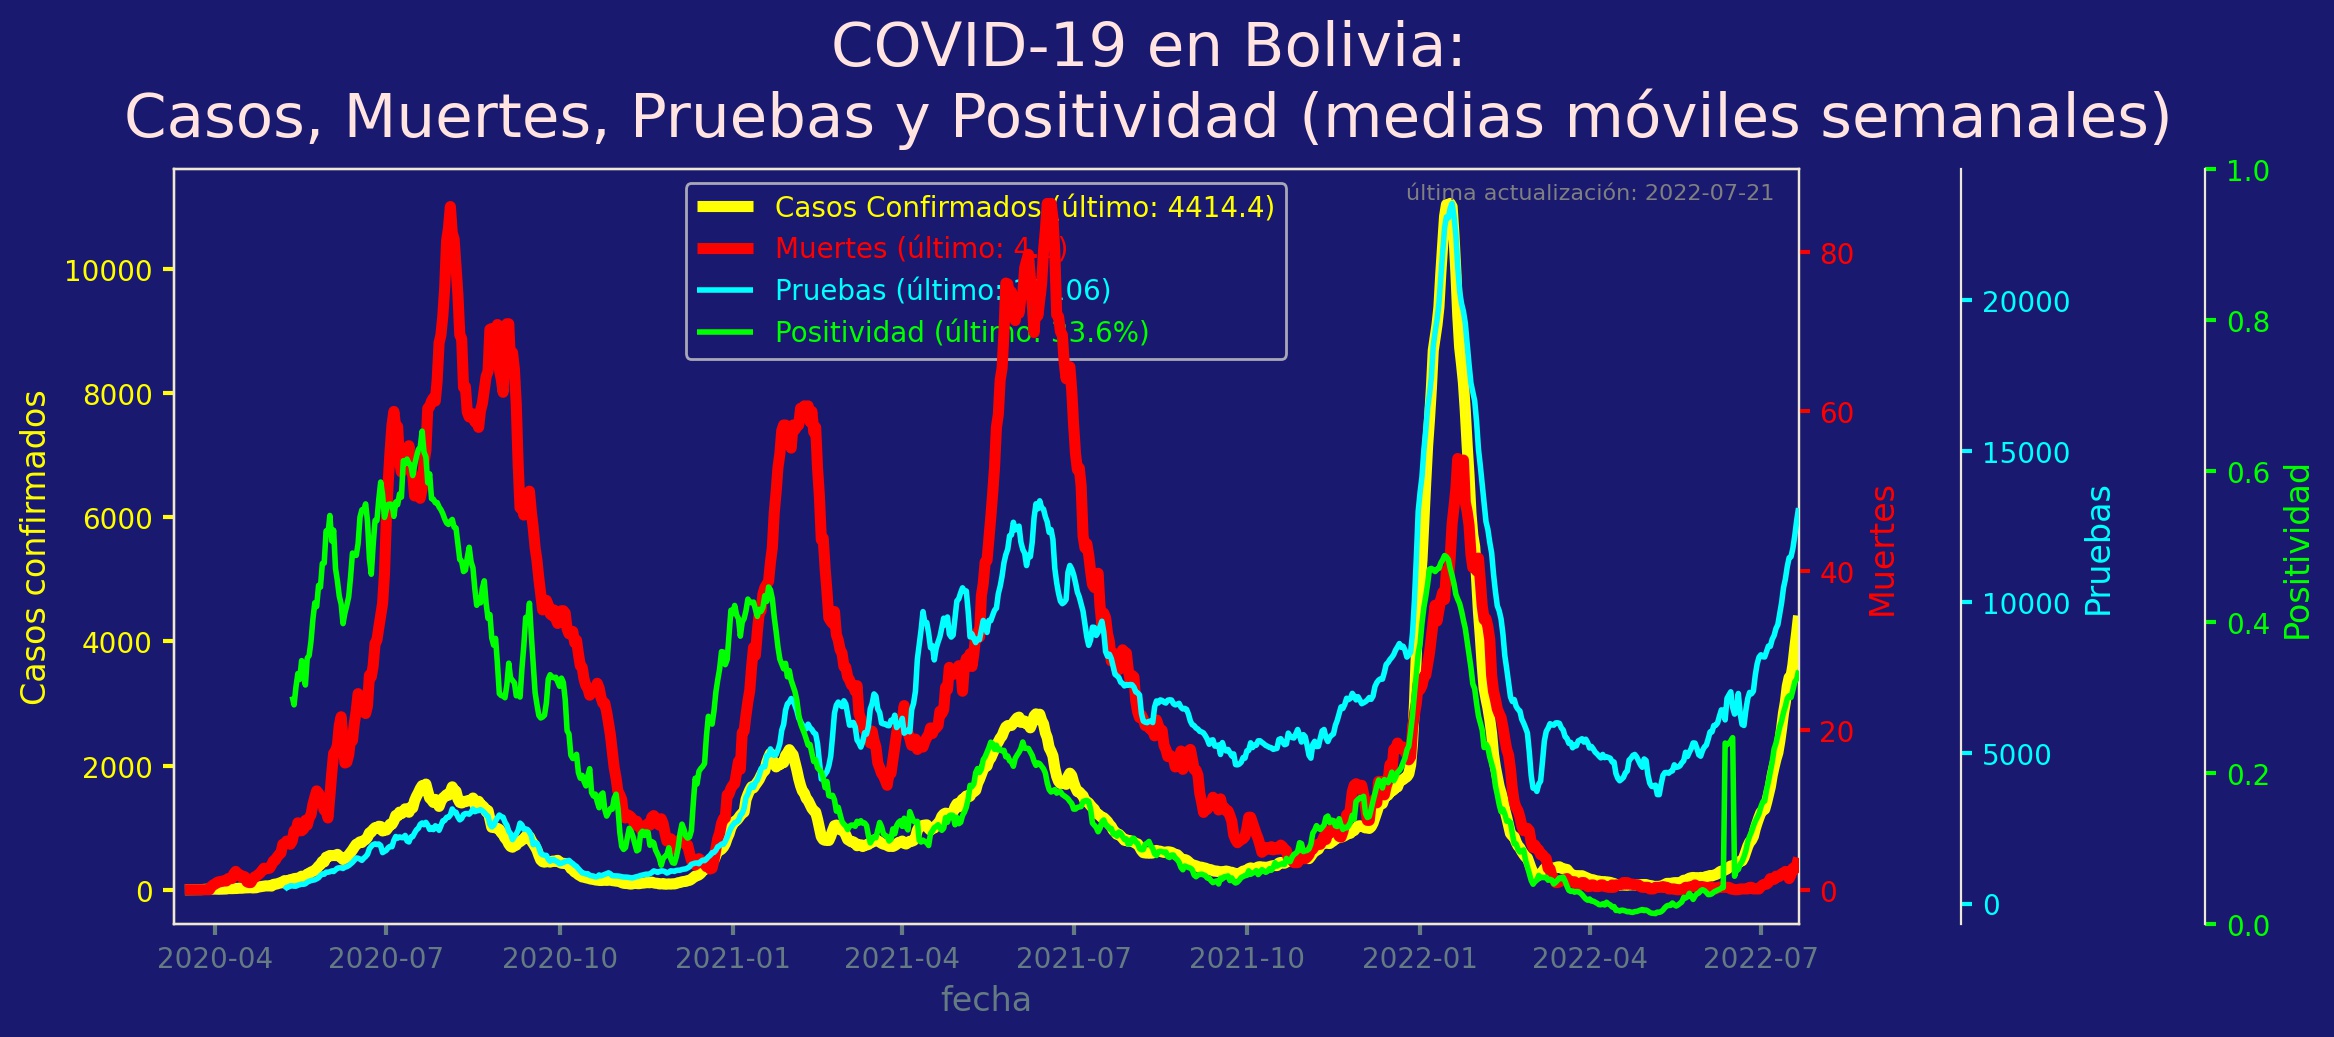 COVID-19 en Bolivia:
Casos, Muertes, Pruebas y Positividad (medias móviles semanales)
Casos Confirmados (último: 4414.4)
Muertes (último:
Pruebas (último:
Positividad (último:
última actualización: 2022-07-21
10000
8000
6000
4000
2000
0
Casos confirmados
80
60
40
20
0
Muertes
20000
15000
10000
5000
0
Pruebas
1.0
0.8
0.6
0.4
0.2
0.0
Positividad
2020-04
2020-07
2020-10
2021-01
2021-04
2021-07
2021-10
2022-01
2022-04
2022-07
fecha